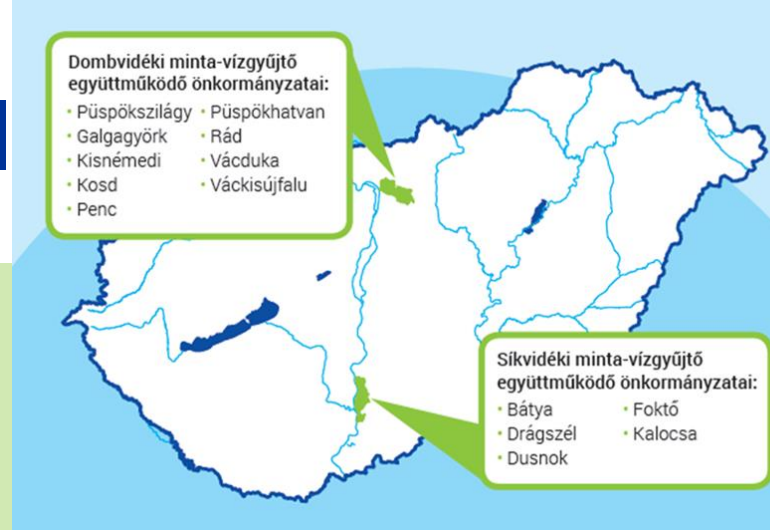 Dombvidéki minta-vízgyűjtő
együttműködő önkormányzatai:
• Püspökszilágy • Püspökhatvan
• Galgagyörk • Rád
• Kisnémedi • Vácduka
• Kosd • Váckisújfalu
• Penc
Síkvidéki minta-vízgyűjtő
együttműködő önkormányzatai:
• Bátya • Foktő
• Drágszél • Kalocsa
• Dusnok